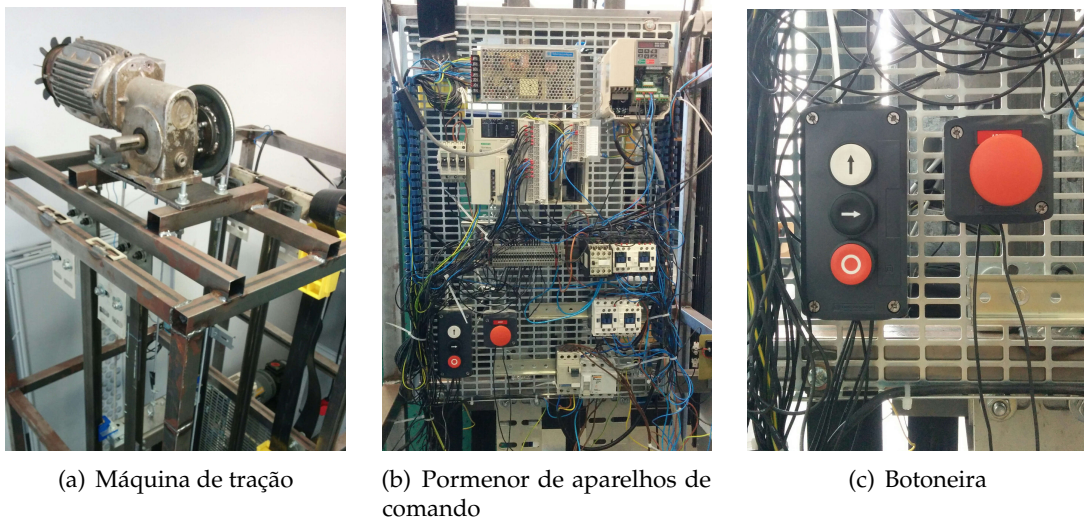 (a) Máquina de tração
(b) Pormenor de aparelhos de
comando
(c) Botoneira